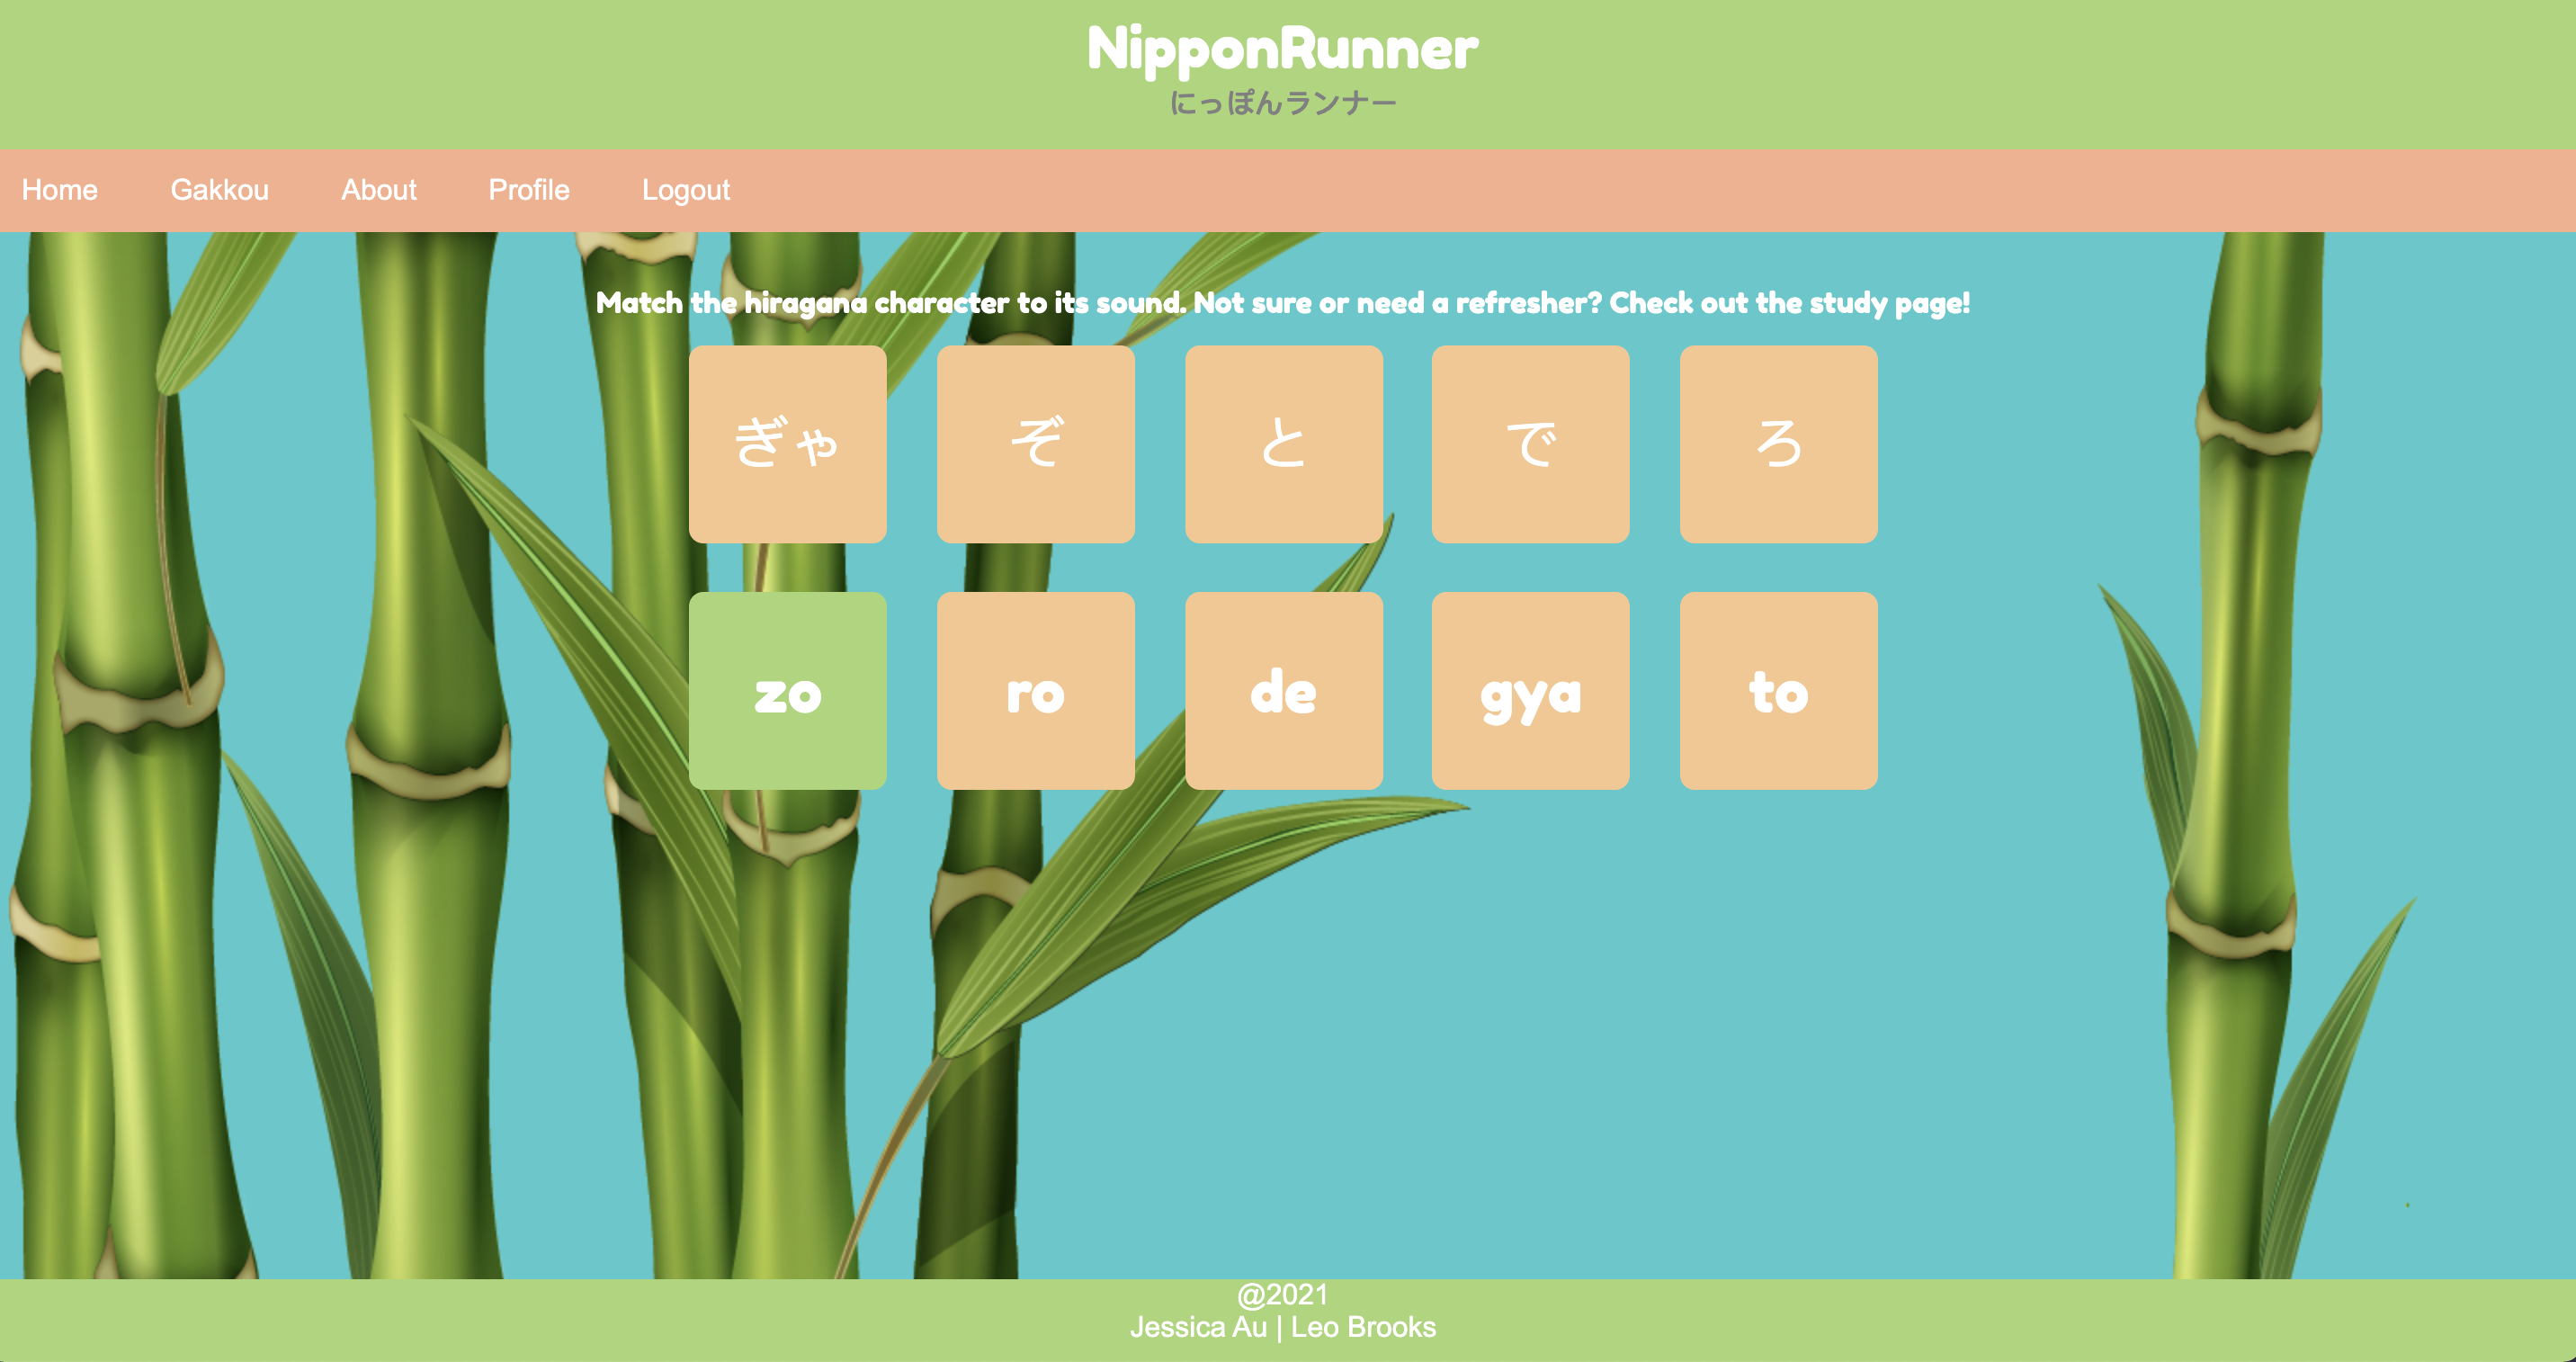 NipponRunner
にっぽんランナー
Home Gakkou About Profile Logout
Match the hiragana character to its sound. Not sure or need a refresher? Check out the study page!
ぎゃ ぞ と で ろ
zo ro de gya to
@2021
Jessica Au | Leo Brooks